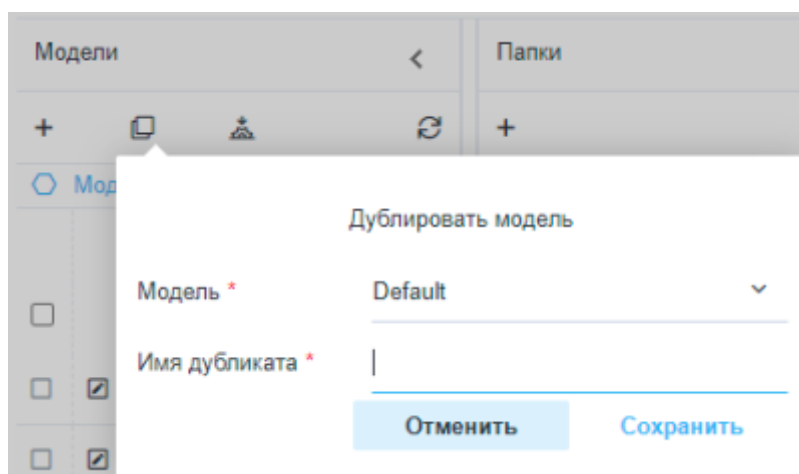 Модели
Папки
Дублировать модель
Модель *
Default
Имя дубликата *
Отменить
Сохранить